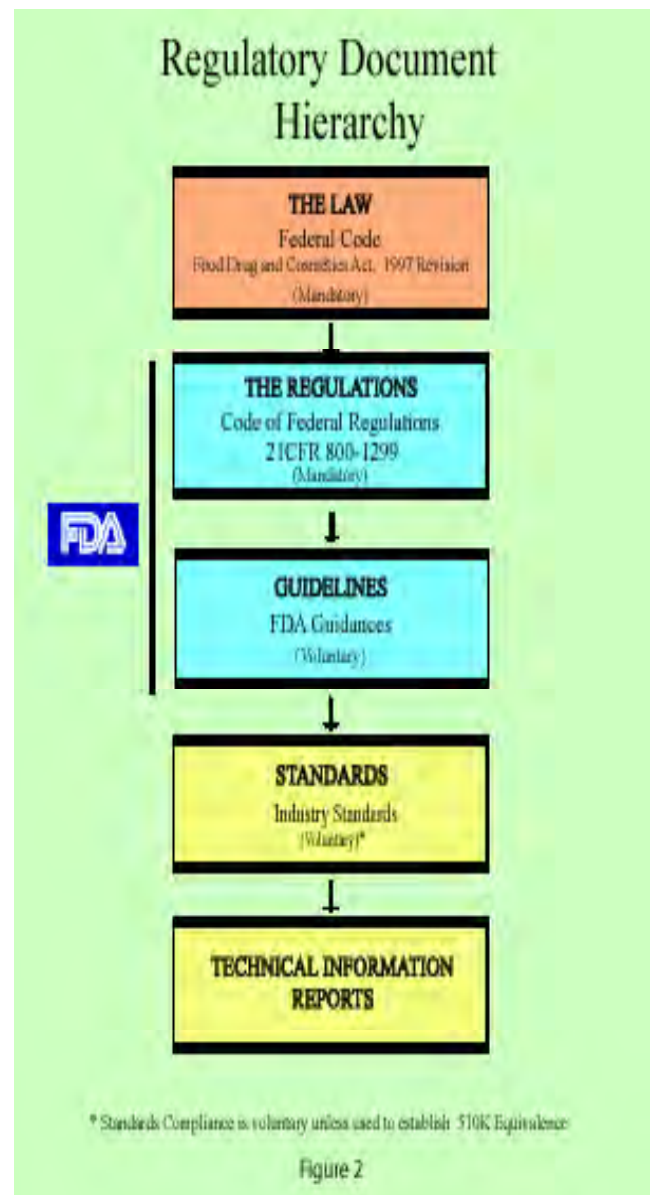 Regulatory Document
Hierarchy
THE LAW
Federal Code
Food Drug and Cosmetics Act, 1997 Revision
(Mandatory)
THE REGULATIONS
Code of Federal Regulations
21CFR 800-1299
(Mandatory)
FDA
GUIDELINES
FDA Guidances
(Voluntary)
STANDARDS
Industry Standards
(Voluntary)*
TECHNICAL INFORMATION
REPORTS
* Standards Compliance is voluntary unless used to establish 510K Equivalence
Figure 2